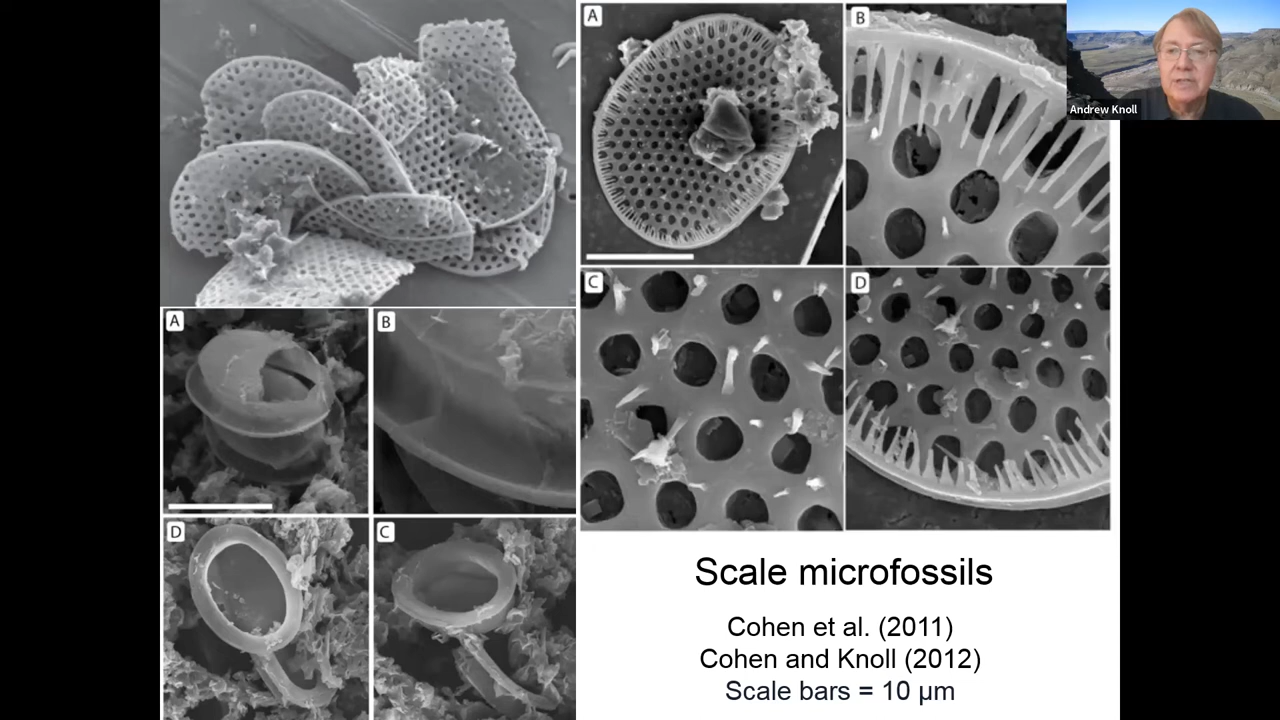 A
B
Andrew Knoll
C
D
A
B
D
C
Scale microfossils
Cohen et al. (2011)
Cohen and Knoll (2012)
Scale bars = 10 µm